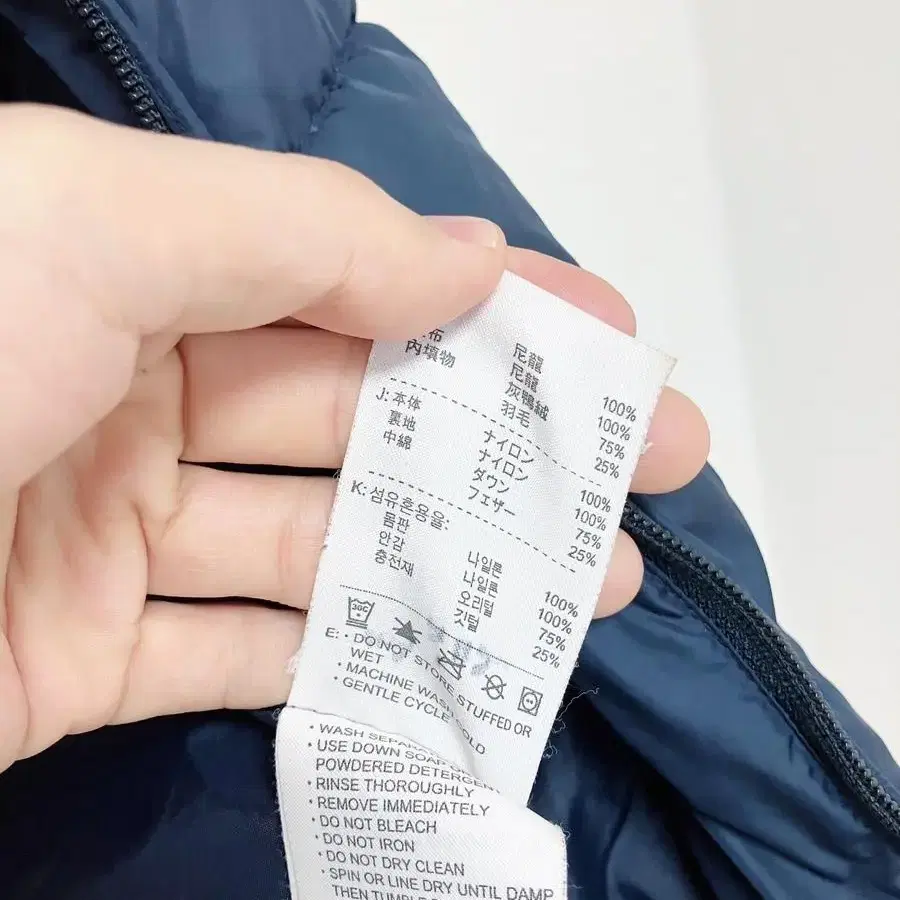 布 尼龍 100%
內填物 尼龍 100%
灰鴨絨 75%
羽毛 25%
J: 本体 ナイロン 100%
裏地 ナイロン 100%
中綿 ダウン 75%
フェザー 25%
K: 섬유혼용율:
몸판 나일론 100%
안감 나일론 100%
충전재 오리털 75%
깃털 25%
30C
E: • DO NOT STORE STUFFED OR
WET
• MACHINE WASH COLD
• GENTLE CYCLE
• WASH
• USE DOWN SOAP
POWDERED DETERGENT
• RINSE THOROUGHLY
• REMOVE IMMEDIATELY
• DO NOT BLEACH
• DO NOT IRON
• DO NOT DRY CLEAN
• SPIN OR LINE DRY UNTIL DAMP
THEN TUMBLE